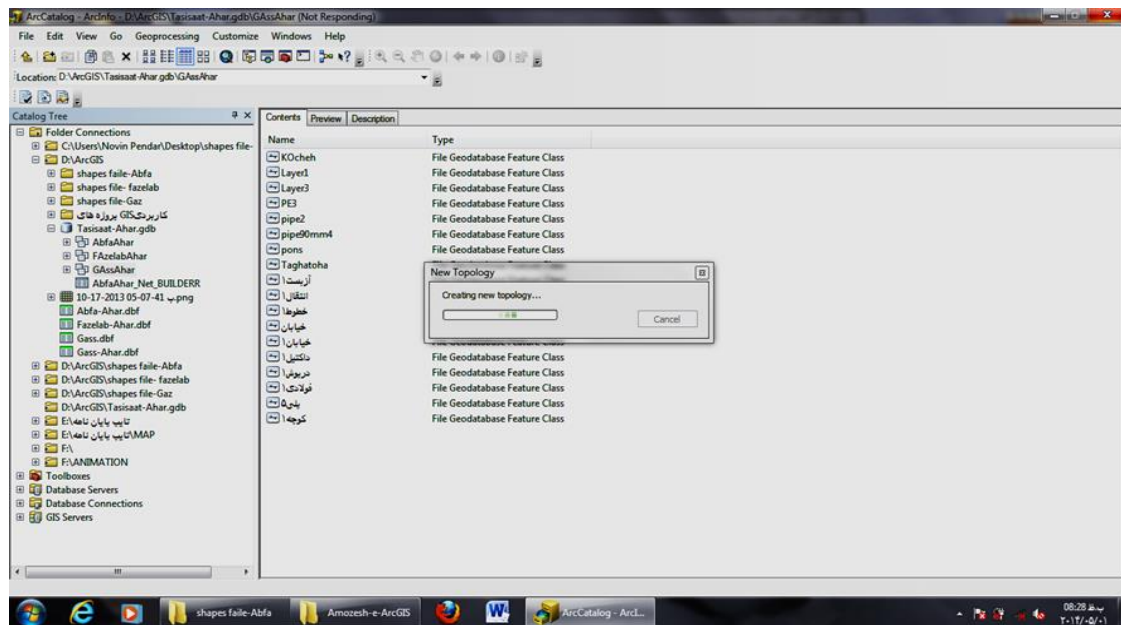 ArcCatalog - ArcInfo - D:\ArcGIS\Tasisaat-Ahar.gdb\GAssAhar (Not Responding)
File Edit View Go Geoprocessing Customize Windows Help
Location: D:\ArcGIS\Tasisaat-Ahar.gdb\GAssAhar
Catalog Tree
Folder Connections
C:\Users\Novin Pendar\Desktop\shapes file-
D:\ArcGIS
shapes faile-Abfa
shapes file- fazelab
shapes file-Gaz
کاربردیGIS پروژه های
Tasisaat-Ahar.gdb
AbfaAhar
FAzelabAhar
GAssAhar
AbfaAhar_Net_BUILDERR
10-17-2013 05-07-41 ب.png
Abfa-Ahar.dbf
Fazelab-Ahar.dbf
Gass.dbf
Gass-Ahar.dbf
D:\ArcGIS\shapes faile-Abfa
D:\ArcGIS\shapes file- fazelab
D:\ArcGIS\shapes file-Gaz
D:\ArcGIS\Tasisaat-Ahar.gdb
E:\تایپ پایان نامه
E:\تایپ پایان نامه\MAP
F:\
F:\ANIMATION
Toolboxes
Database Servers
Database Connections
GIS Servers
Contents Preview Description
Name Type
KOcheh File Geodatabase Feature Class
Layer1 File Geodatabase Feature Class
Layer3 File Geodatabase Feature Class
PE3 File Geodatabase Feature Class
pipe2 File Geodatabase Feature Class
pipe90mm4 File Geodatabase Feature Class
pons File Geodatabase Feature Class
Taghatoha
آزبست۱
انتقال۱
خطوط۱
خیابان
خیابان۱
داکتیل۱ File Geodatabase Feature Class
درپوش۱ File Geodatabase Feature Class
فولادی۱ File Geodatabase Feature Class
پلی۵ File Geodatabase Feature Class
کوچه۱ File Geodatabase Feature Class
New Topology
Creating new topology...
Cancel
shapes faile-Abfa Amozesh-e-ArcGIS ArcCatalog - ArcI...
08:28 ب.ظ
۲۰۱۴/۰۵/۰۱